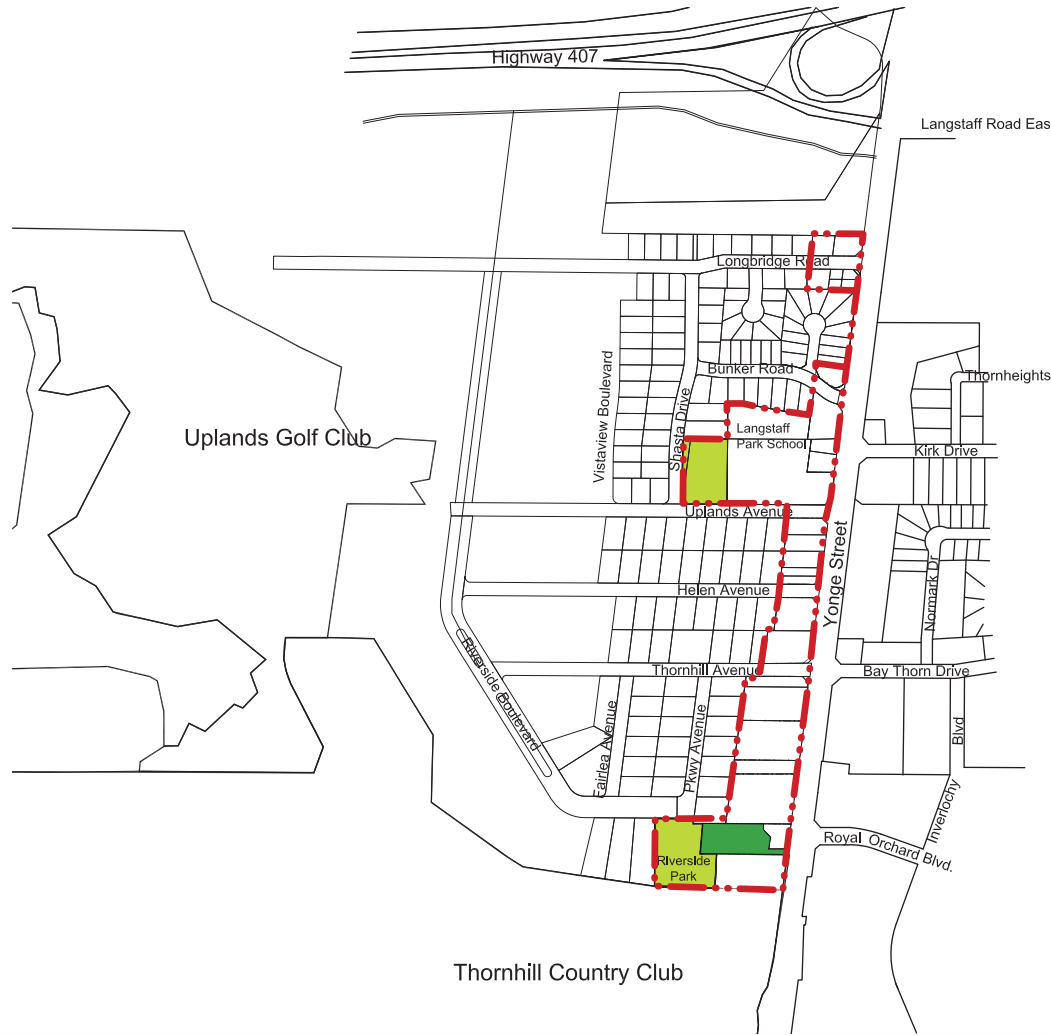 Highway 407
Langstaff Road Eas
Longbridge Road
Bunker Road
Thornheights
Vistaview Boulevard
Shasta Drive
Langstaff
Park School
Uplands Golf Club
Kirk Drive
Uplands Avenue
Yonge Street
Normark Dr
Helen Avenue
Thornhill Avenue
Bay Thorn Drive
Riverside Boulevard
Fairlea Avenue
Pkwy Avenue
Blvd
Inverlochy
Royal Orchard Blvd.
Riverside
Park
Thornhill Country Club